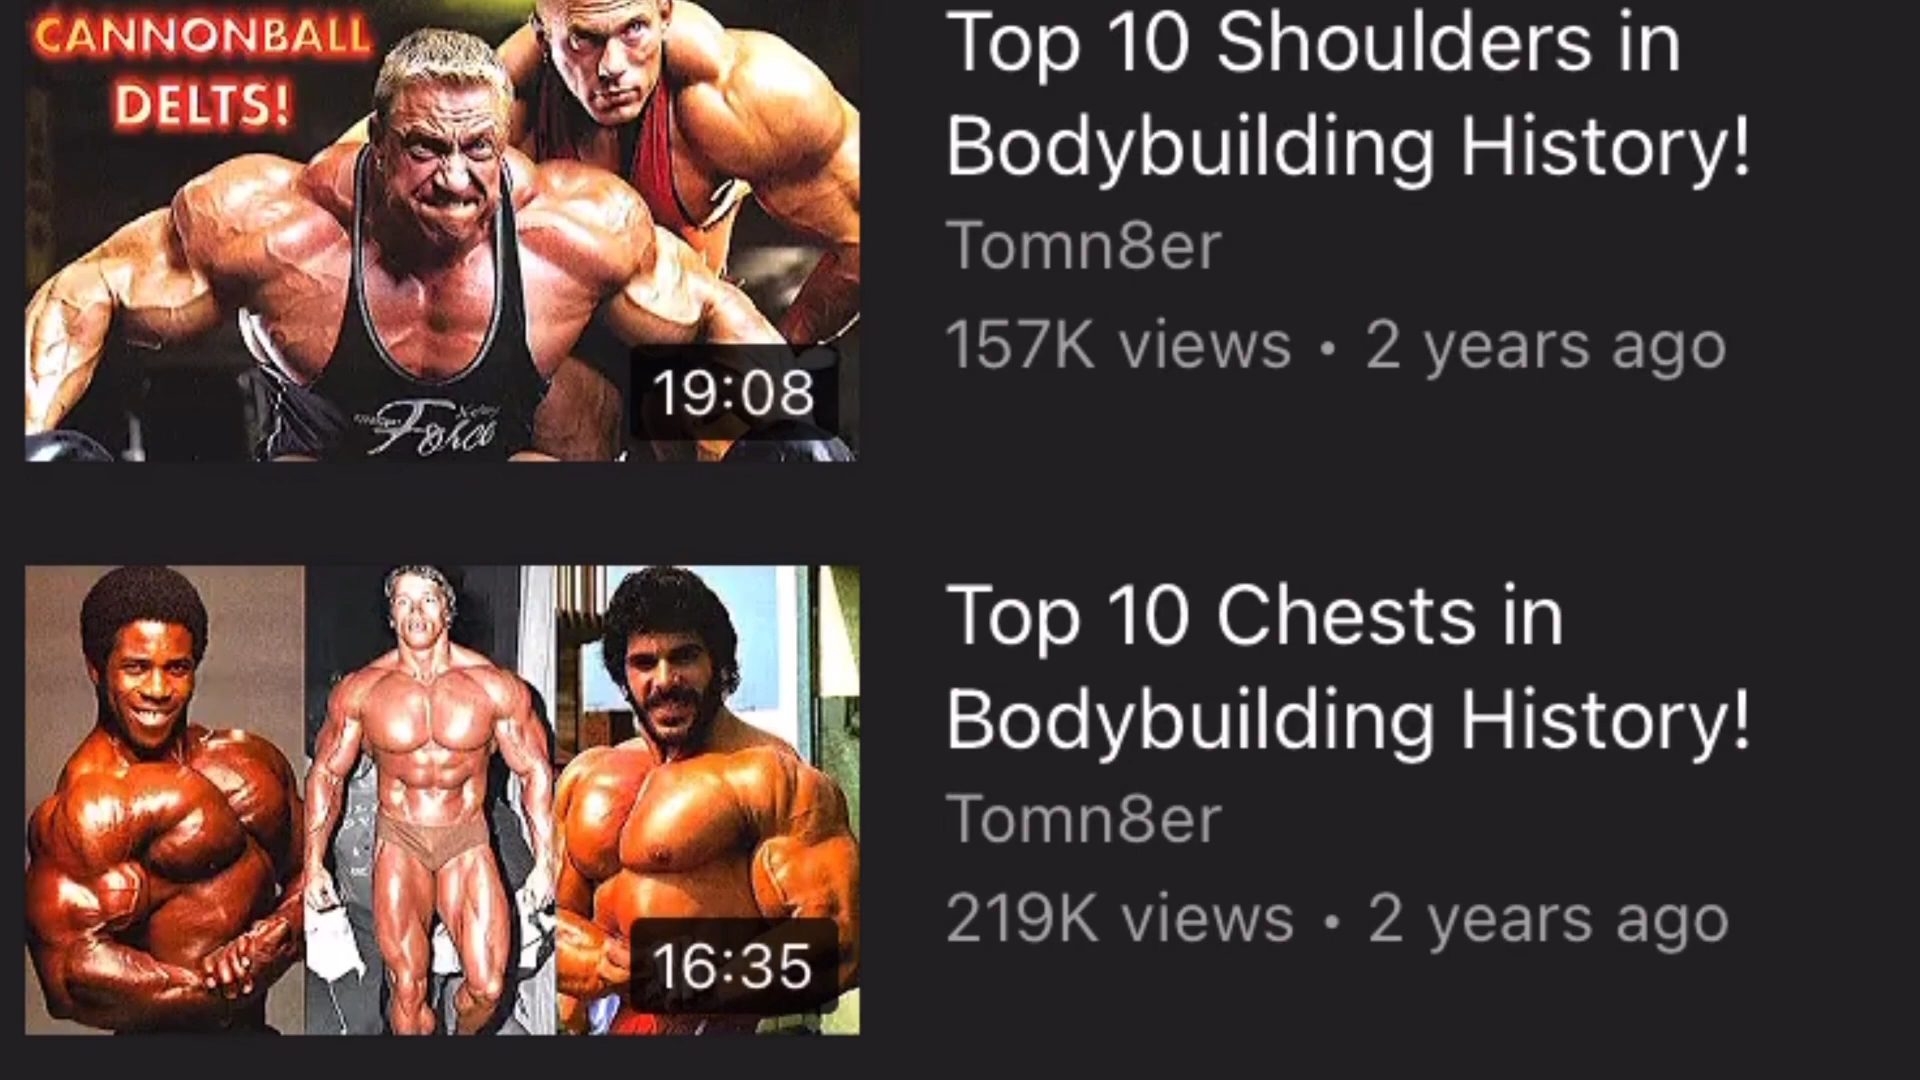 CANNONBALL
DELTS!
Force
19:08
Top 10 Shoulders in
Bodybuilding History!
Tomn8er
157K views • 2 years ago
16:35
Top 10 Chests in
Bodybuilding History!
Tomn8er
219K views • 2 years ago